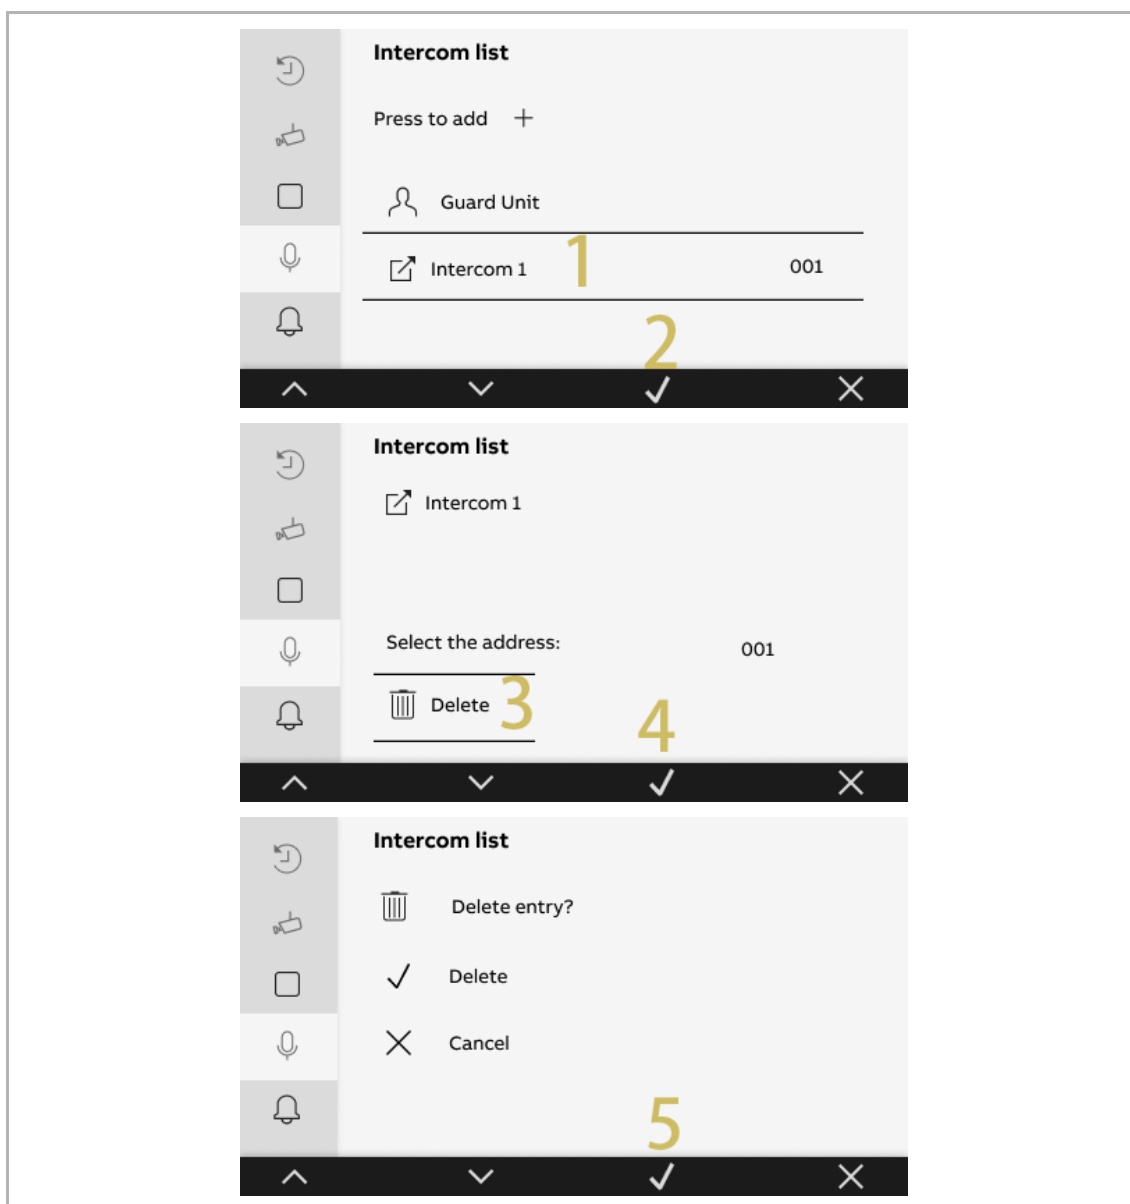 Intercom list
Press to add +
Guard Unit
Intercom 1 1 001
2
Intercom list
Intercom 1
Select the address: 001
Delete 3
4
Intercom list
Delete entry?
Delete
Cancel
5